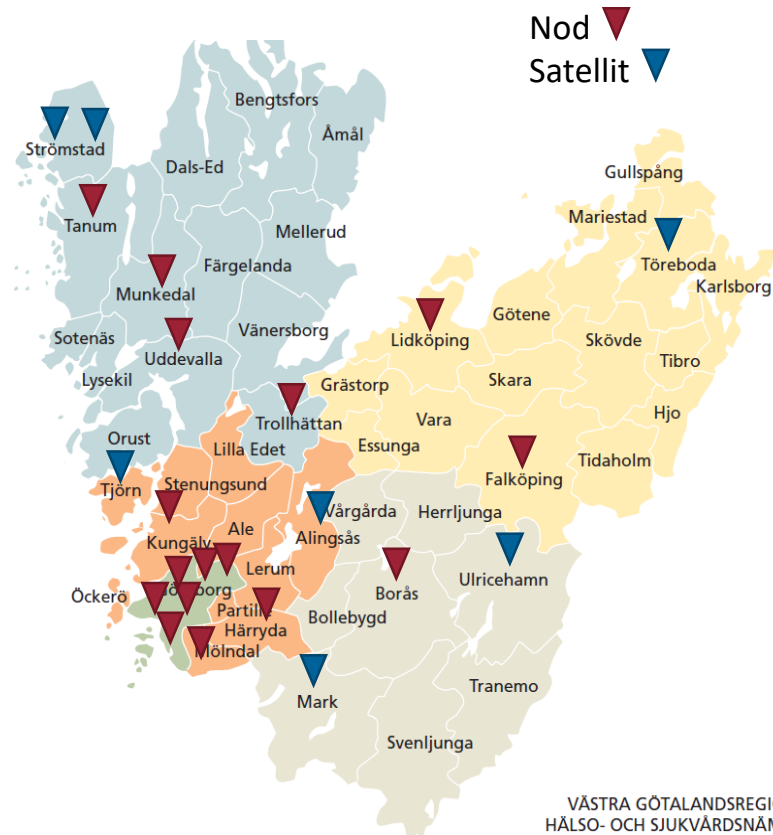 Nod
Satellit
Bengtsfors
Åmål
Strömstad
Dals-Ed
Gullspång
Mariestad
Tanum
Mellerud
Töreboda
Färgelanda
Karlsborg
Munkedal
Götene
Vänersborg
Sotenäs
Lidköping
Skövde
Uddevalla
Tibro
Lysekil
Grästorp
Skara
Hjo
Trollhättan
Vara
Orust
Lilla Edet
Essunga
Tidaholm
Falköping
Tjörn
Stenungsund
Vårgårda
Herrljunga
Ale
Alingsås
Kungälv
Lerum
Ulricehamn
Öckerö
Borås
Partille
Bollebygd
Härryda
Mölndal
Tranemo
Mark
Svenljunga
VÄSTRA GÖTALANDSREGI
HÄLSO- OCH SJUKVÅRDSNÄM